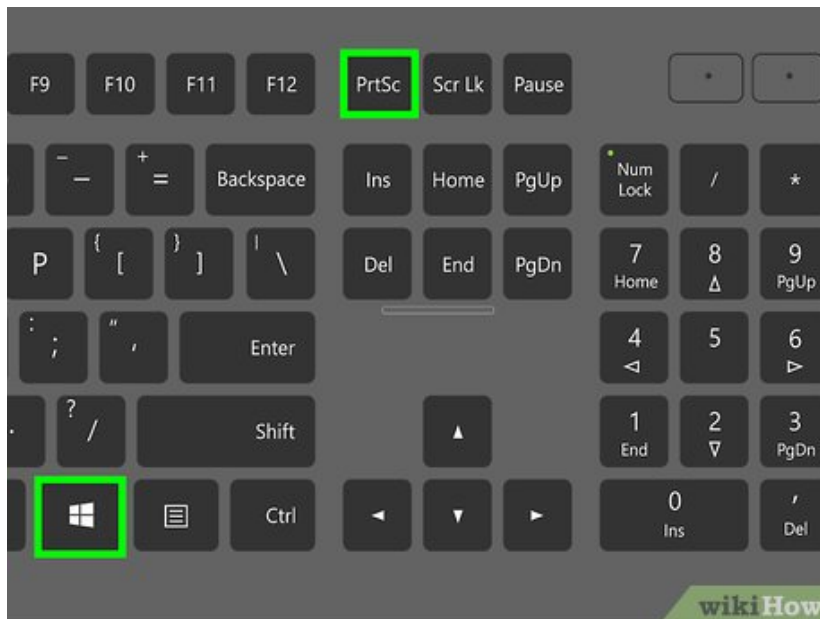 F9 F10 F11 F12 PrtSc Scr Lk Pause
_ — + = Backspace Ins Home PgUp Num Lock / *
P { [ } ] | \ Del End PgDn 7 Home 8 9 PgUp
: ; " ' Enter 4 5 6
. ? / Shift 1 End 2 3 PgDn
Ctrl 0 Ins ' Del
wikiHow